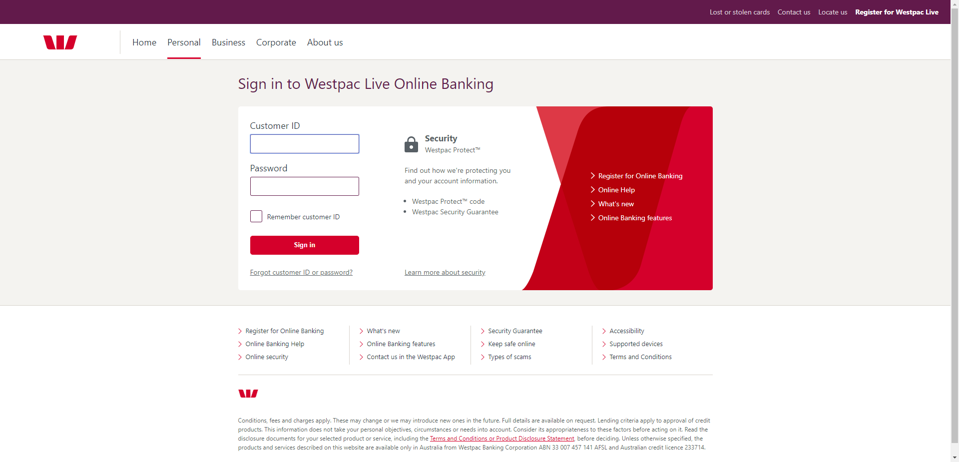 Lost or stolen cards Contact us Locate us Register for Westpac Live
Home Personal Business Corporate About us
Sign in to Westpac Live Online Banking
Customer ID
Password
Remember customer ID
Sign in
Forgot customer ID or password?
Security
Westpac Protect™
Find out how we're protecting you
and your account information.
Westpac Protect™ code
Westpac Security Guarantee
Learn more about security
Register for Online Banking
Online Help
What's new
Online Banking features
Register for Online Banking
Online Banking Help
Online security
What's new
Online Banking features
Contact us in the Westpac App
Security Guarantee
Keep safe online
Types of scams
Accessibility
Supported devices
Terms and Conditions
Conditions, fees and charges apply. These may change or we may introduce new ones in the future. Full details are available on request. Lending criteria apply to approval of credit
products. This information does not take your personal objectives, circumstances or needs into account. Consider its appropriateness to these factors before acting on it. Read the
disclosure documents for your selected product or service, including the Terms and Conditions or Product Disclosure Statement, before deciding. Unless otherwise specified, the
products and services described on this website are available only in Australia from Westpac Banking Corporation ABN 33 007 457 141 AFSL and Australian credit licence 233714.